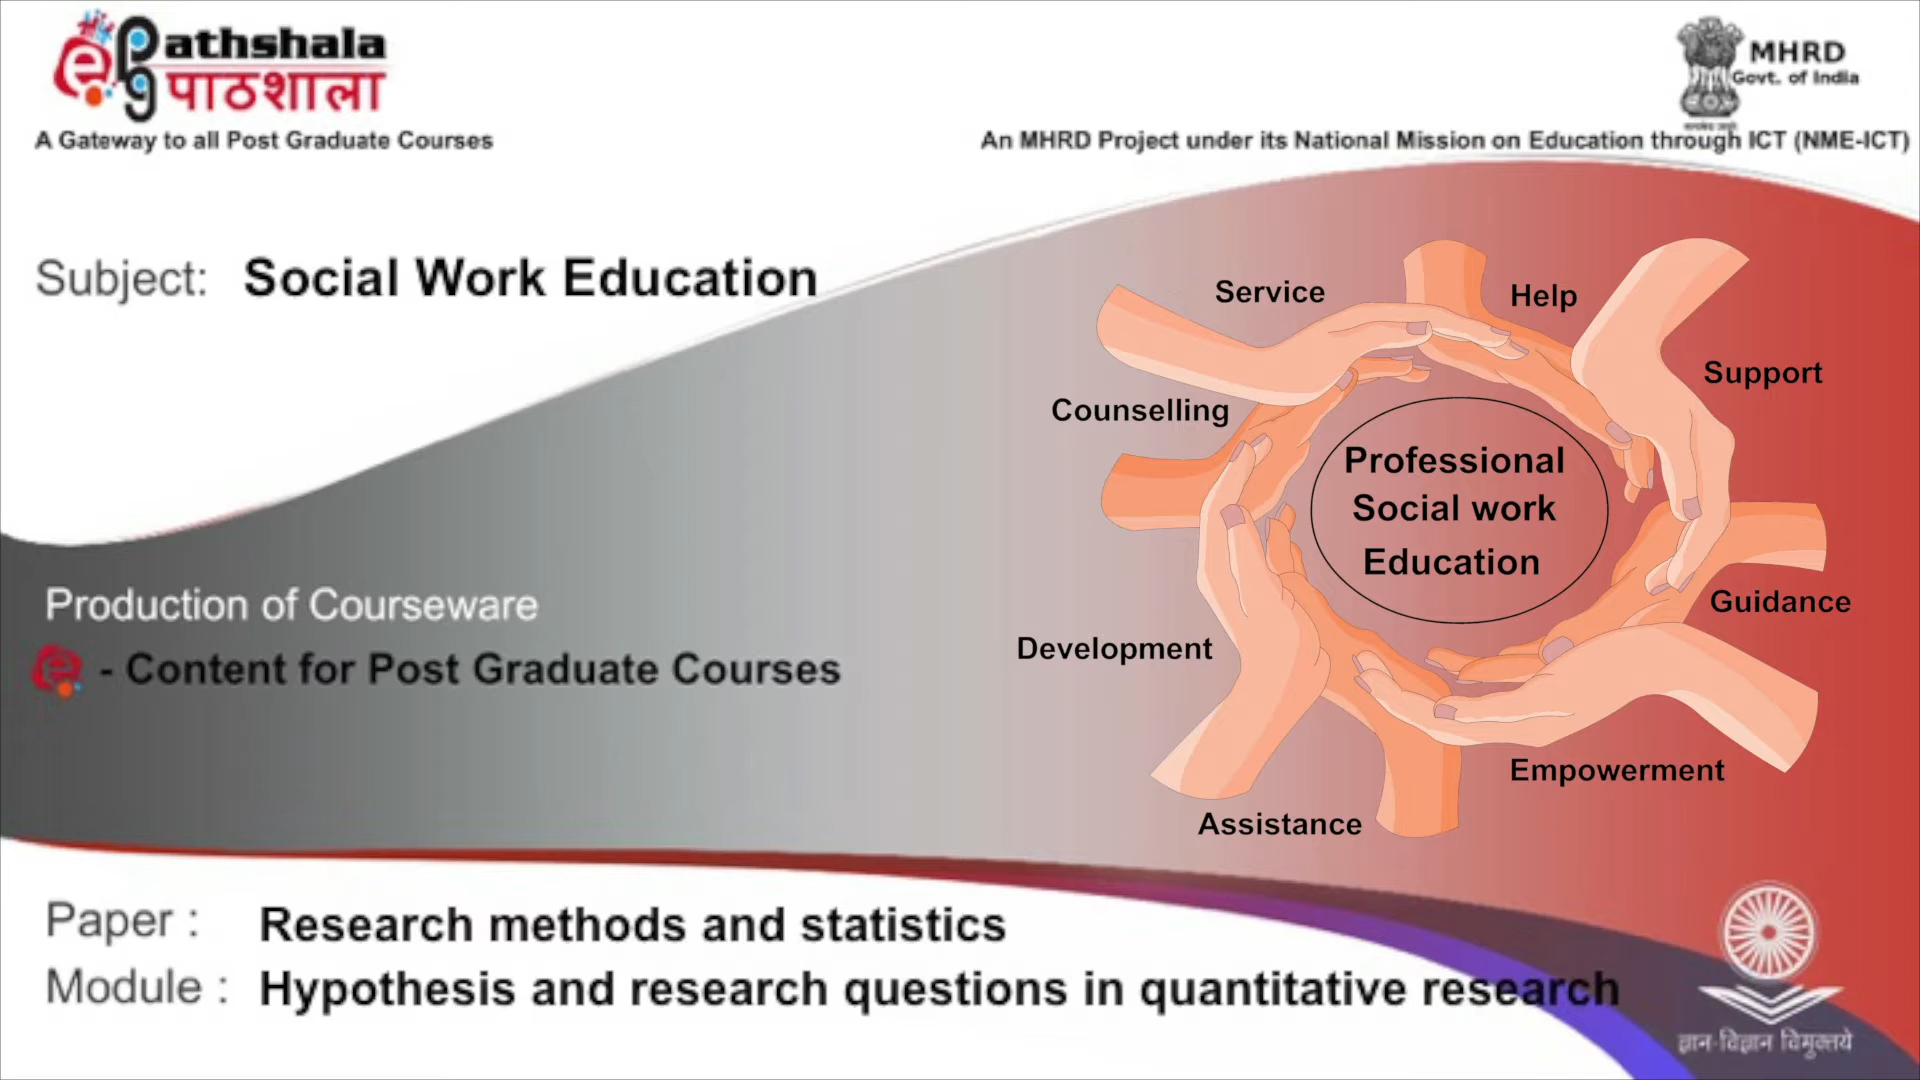 ePg Pathshala
पाठशाला
A Gateway to all Post Graduate Courses
MHRD
Govt. of India
An MHRD Project under its National Mission on Education through ICT (NME-ICT)
Subject: Social Work Education
Service
Help
Support
Counselling
Professional
Social work
Education
Guidance
Development
Empowerment
Assistance
Production of Courseware
e - Content for Post Graduate Courses
Paper : Research methods and statistics
Module : Hypothesis and research questions in quantitative research
ज्ञान-विज्ञान विमुक्तये